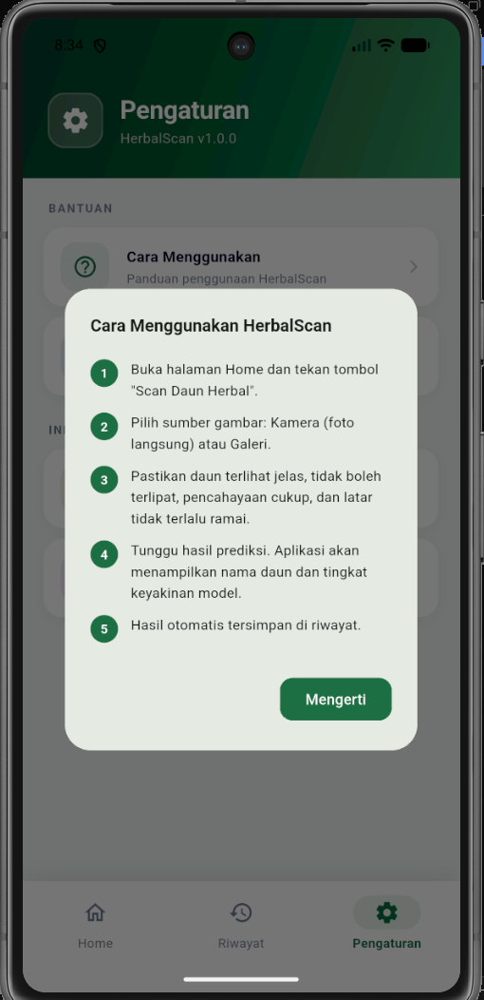 8:34
Pengaturan
HerbalScan v1.0.0
BANTUAN
Cara Menggunakan
Panduan penggunaan HerbalScan
Cara Menggunakan HerbalScan
1 Buka halaman Home dan tekan tombol
"Scan Daun Herbal".
2 Pilih sumber gambar: Kamera (foto
langsung) atau Galeri.
3 Pastikan daun terlihat jelas, tidak boleh
terlipat, pencahayaan cukup, dan latar
tidak terlalu ramai.
4 Tunggu hasil prediksi. Aplikasi akan
menampilkan nama daun dan tingkat
keyakinan model.
5 Hasil otomatis tersimpan di riwayat.
Mengerti
Home Riwayat Pengaturan